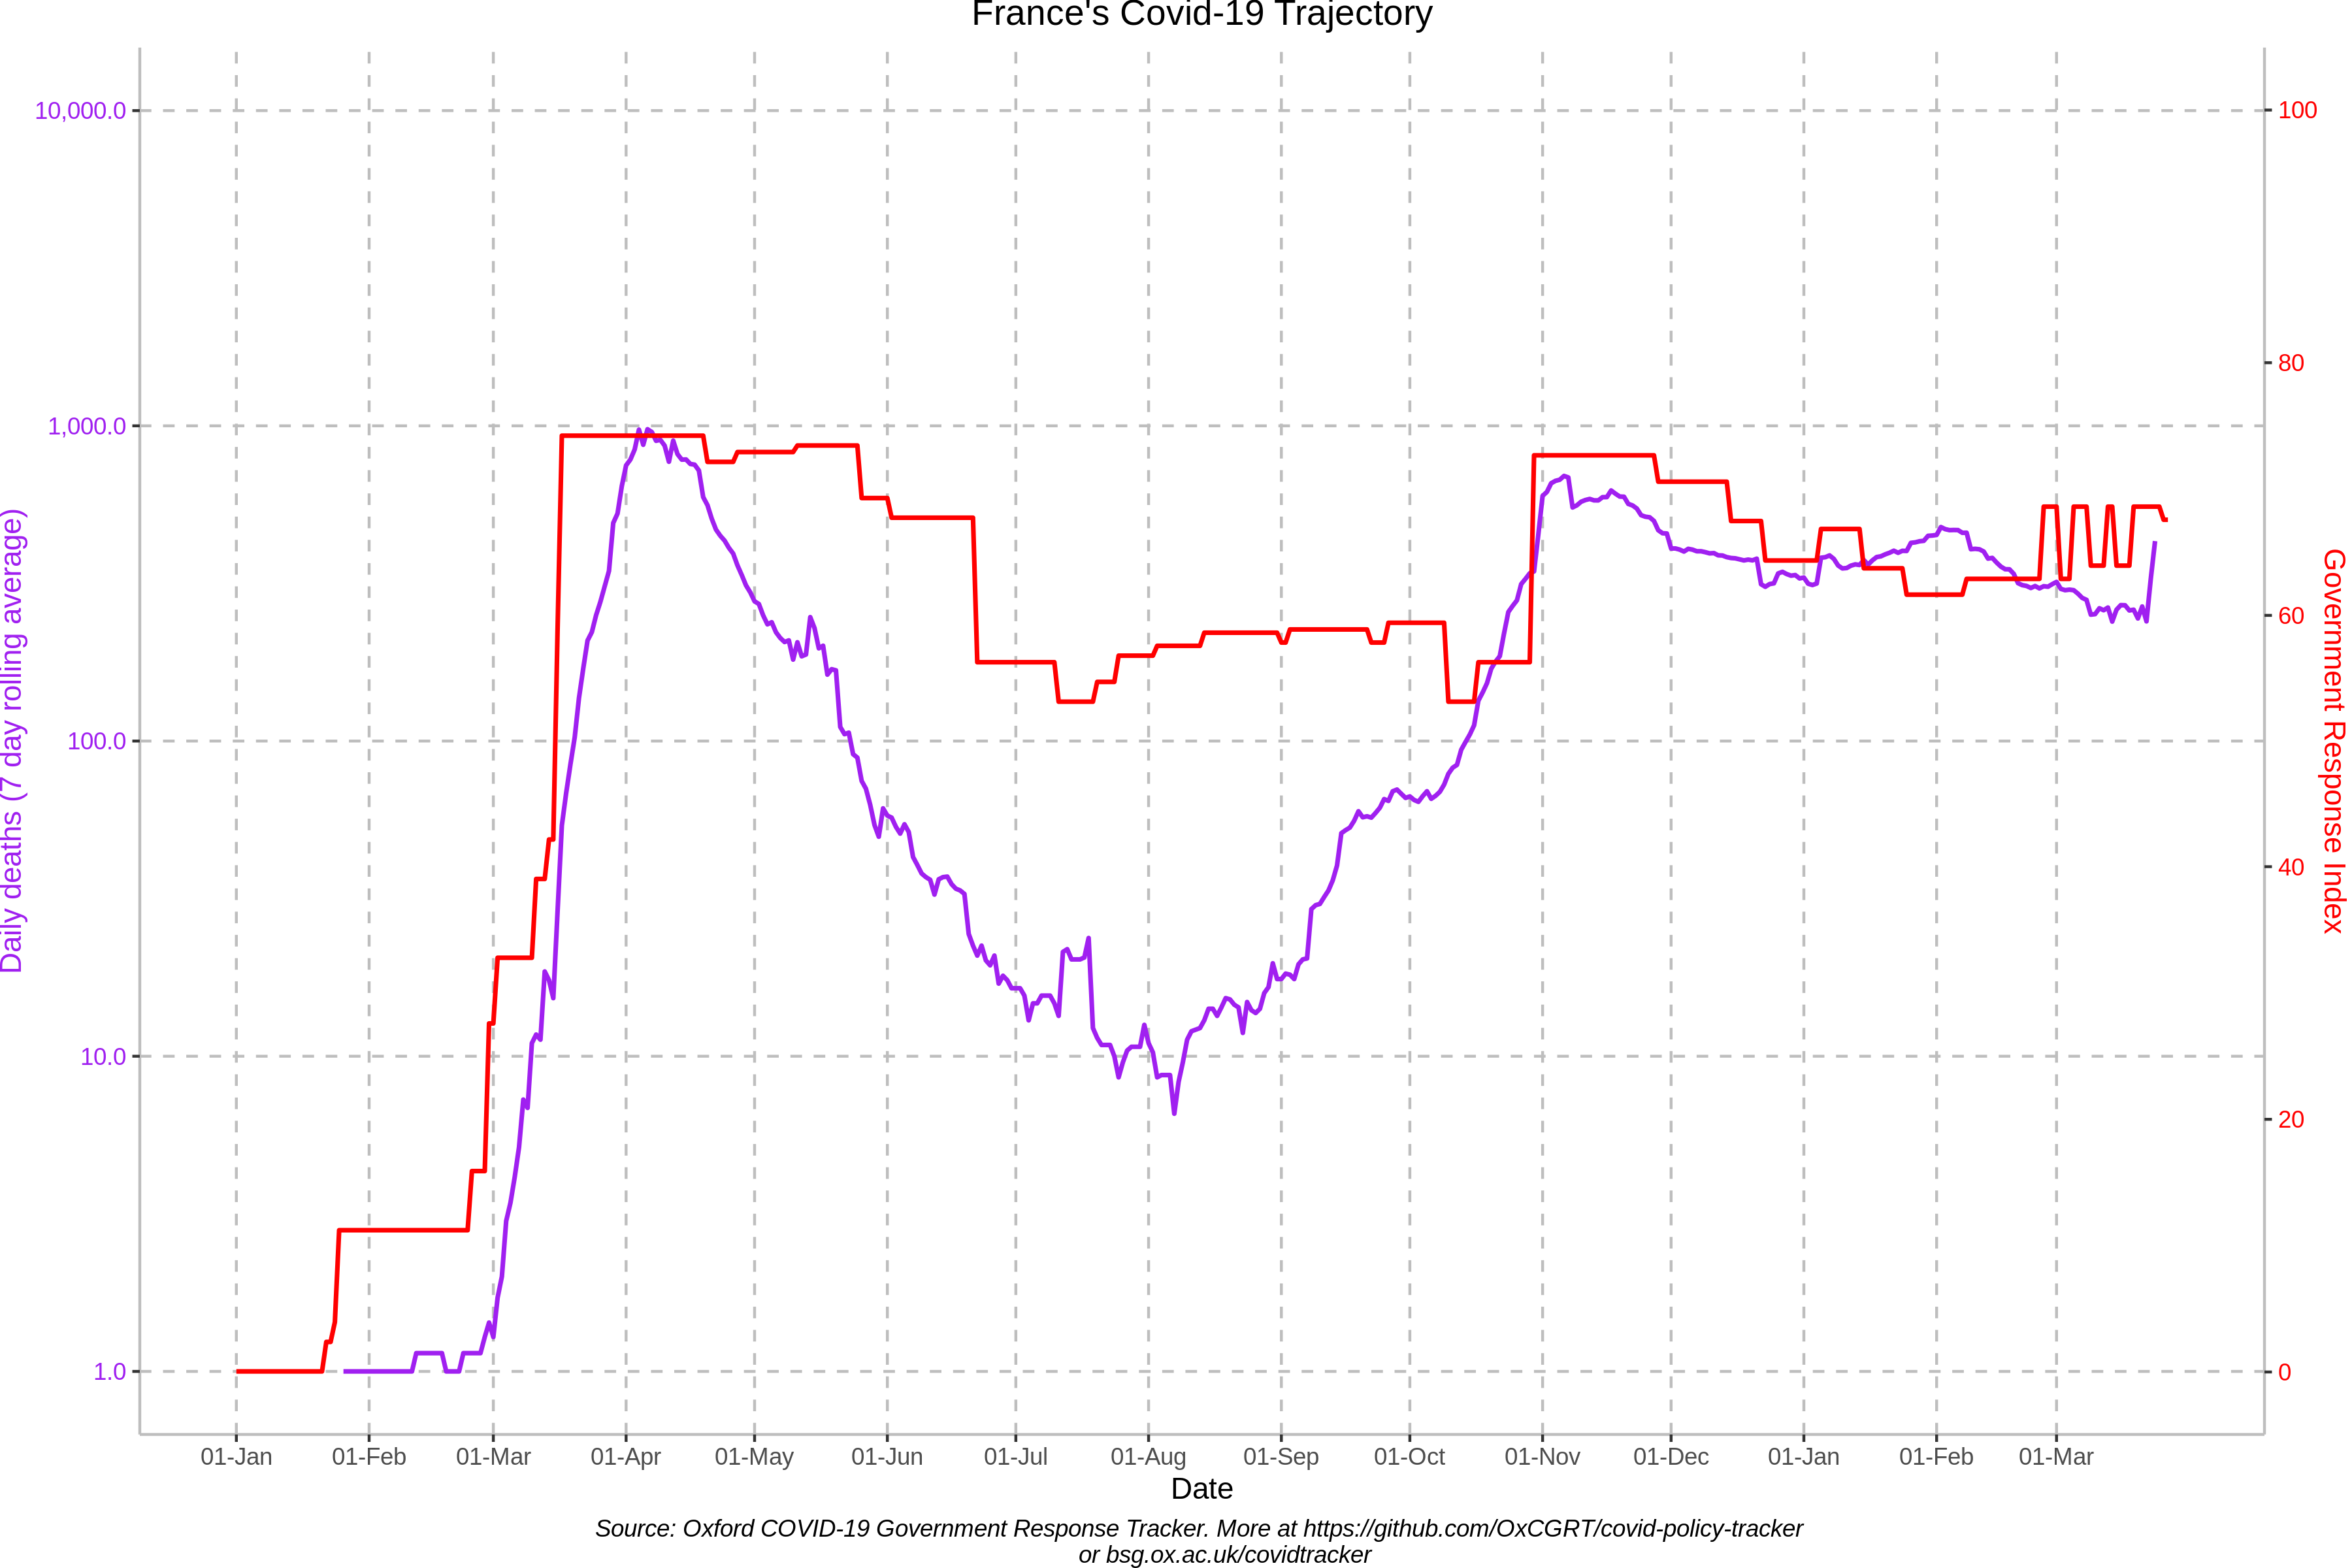 France's Covid-19 Trajectory
Daily deaths (7 day rolling average)
10,000.0
1,000.0
100.0
10.0
1.0
100
80
60
40
20
0
Government Response Index
01-Jan 01-Feb 01-Mar 01-Apr 01-May 01-Jun 01-Jul 01-Aug 01-Sep 01-Oct 01-Nov 01-Dec 01-Jan 01-Feb 01-Mar
Date
Source: Oxford COVID-19 Government Response Tracker. More at https://github.com/OxCGRT/covid-policy-tracker
or bsg.ox.ac.uk/covidtracker